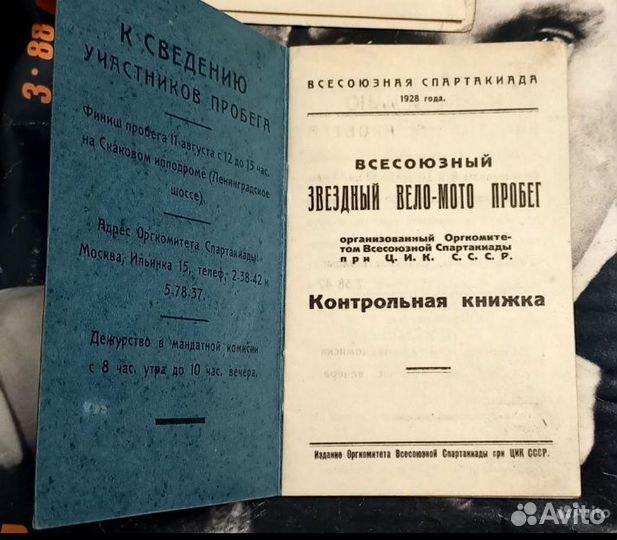 3·88
К СВЕДЕНИЮ
УЧАСТНИКОВ ПРОБЕГА
Финиш пробега 11 августа с 12 до 15 час.
на Скаковом ипподроме (Ленинградское
шоссе).
Адрес Оргкомитета Спартакиады:
Москва, Ильинка 15, телеф. 2-38-42 и
5.78-37.
Дежурство в мандатной комиссии
с 8 час. утра до 10 час. вечера.
ВСЕСОЮЗНАЯ СПАРТАКИАДА
1928 года.
ВСЕСОЮЗНЫЙ
ЗВЕЗДНЫЙ ВЕЛО-МОТО ПРОБЕГ
организованный Оргкомите-
том Всесоюзной Спартакиады
при Ц.И.К. С.С.С.Р.
Контрольная книжка
Издание Оргкомитета Всесоюзной Спартакиады при ЦИК СССР.
Avito